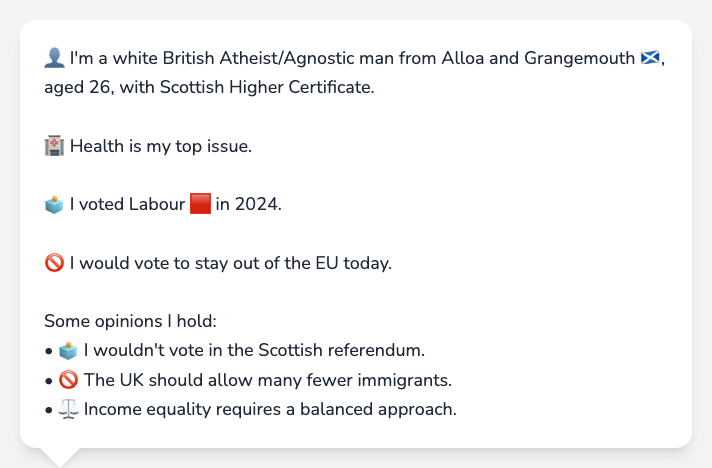 👤 I'm a white British Atheist/Agnostic man from Alloa and Grangemouth 🏴󠁧󠁢󠁳󠁣󠁴󠁿,
aged 26, with Scottish Higher Certificate.
🏥 Health is my top issue.
🗳️ I voted Labour 🟥 in 2024.
🚫 I would vote to stay out of the EU today.
Some opinions I hold:
• 🗳️ I wouldn't vote in the Scottish referendum.
• 🚫 The UK should allow many fewer immigrants.
• ⚖️ Income equality requires a balanced approach.